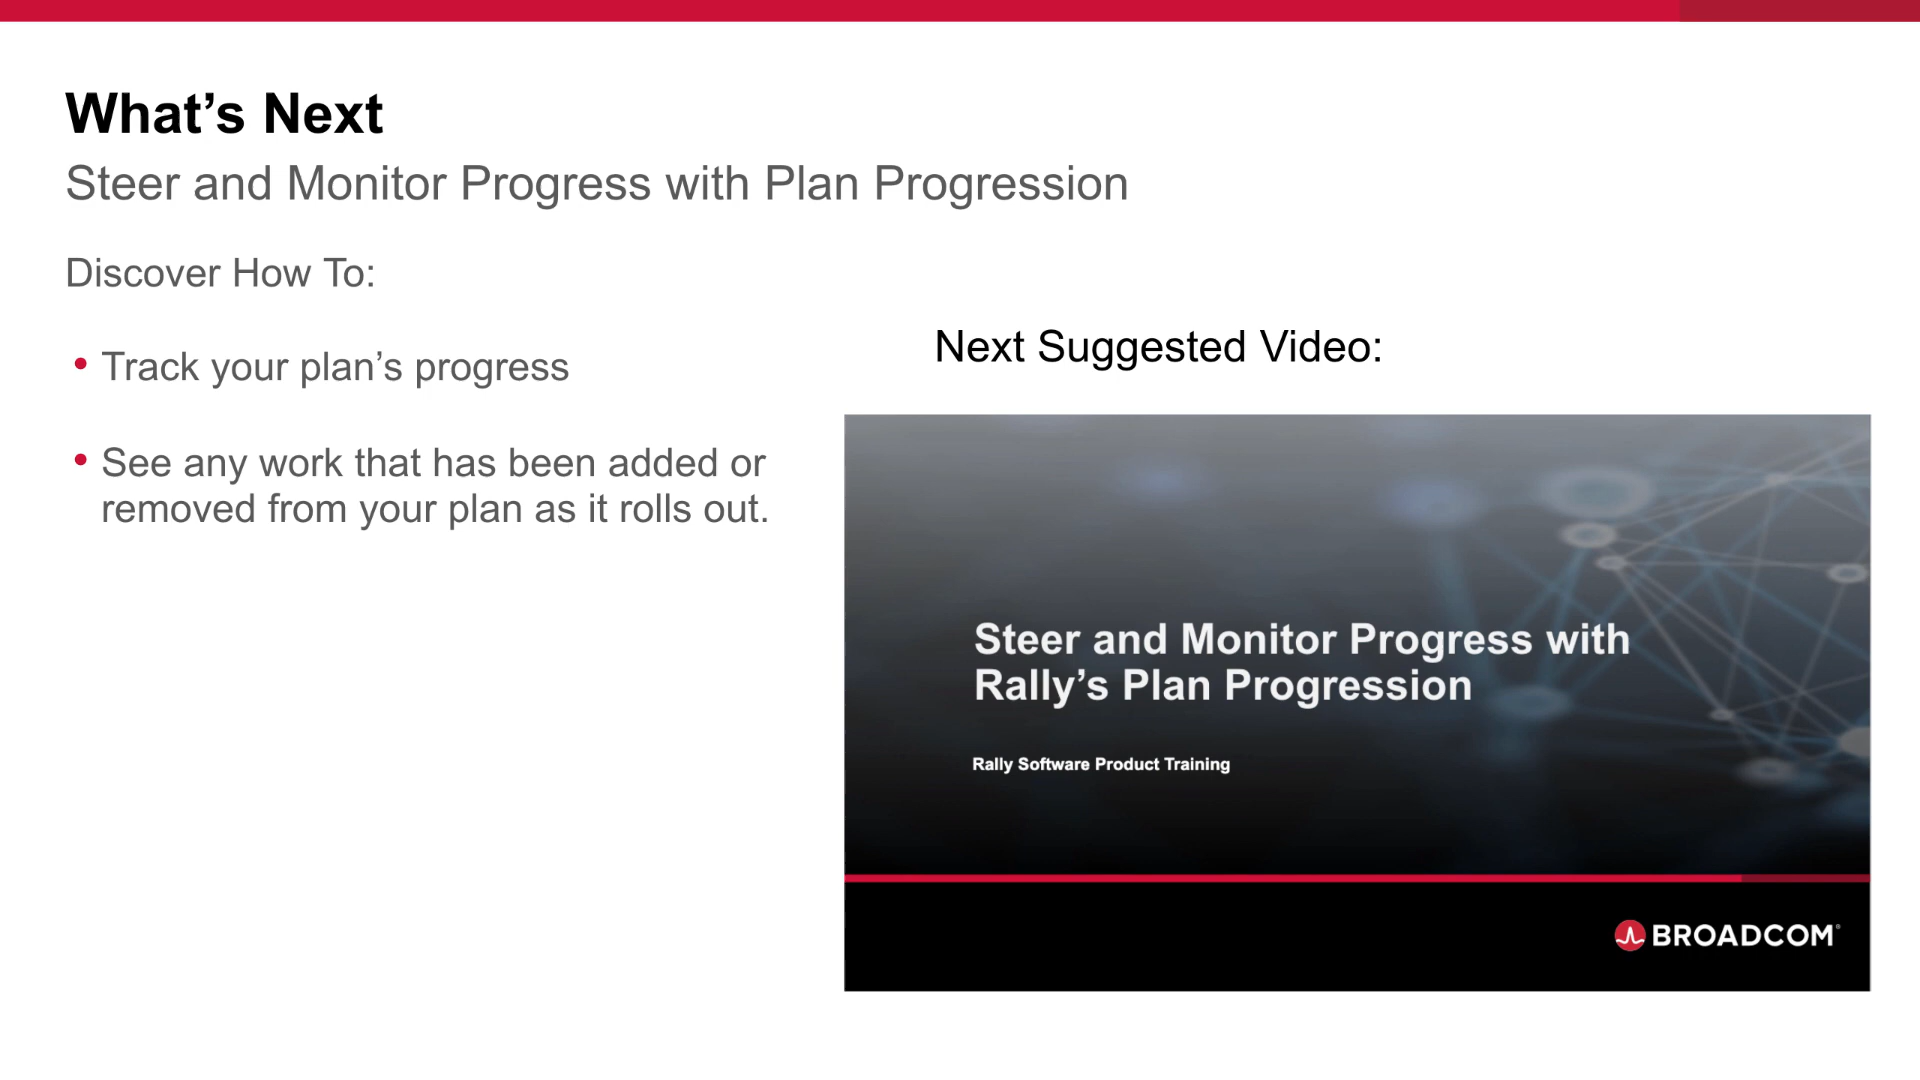 What’s Next
Steer and Monitor Progress with Plan Progression
Discover How To:
• Track your plan’s progress
• See any work that has been added or
removed from your plan as it rolls out.
Next Suggested Video:
Steer and Monitor Progress with
Rally’s Plan Progression
Rally Software Product Training
BROADCOM®